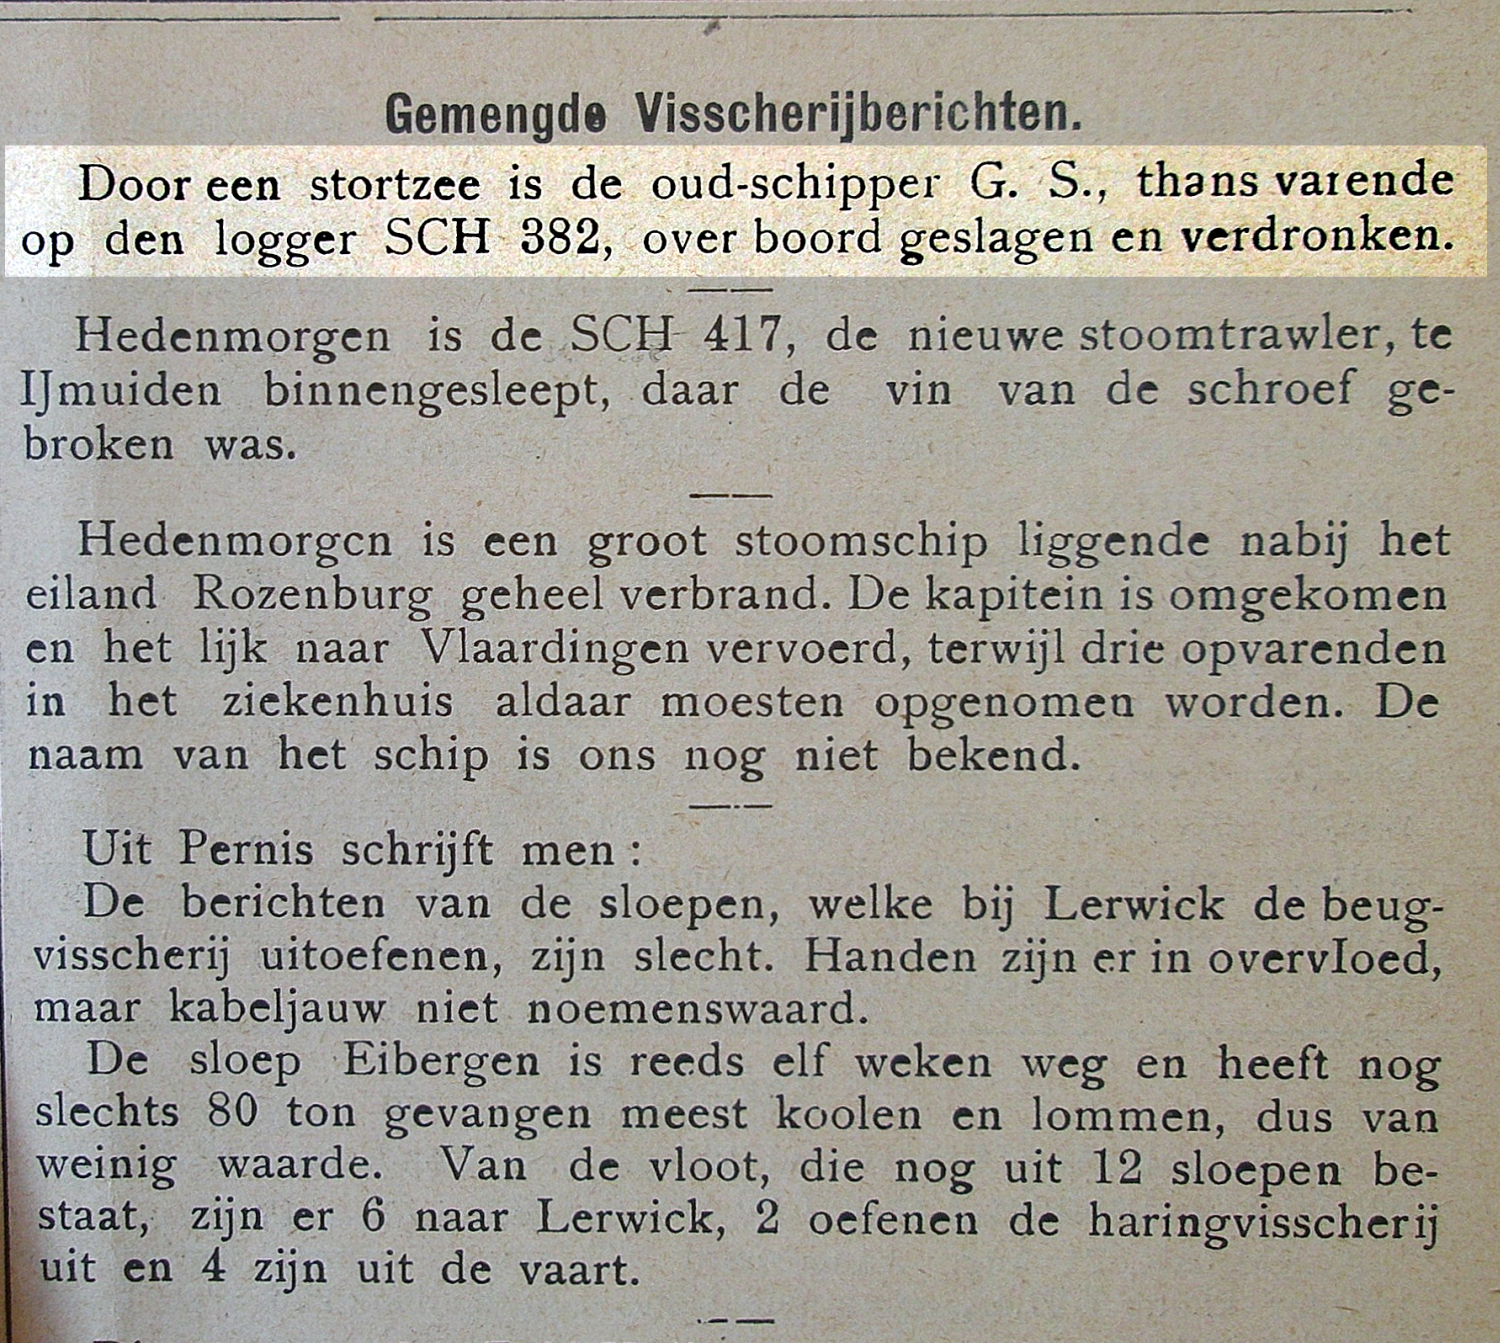 Gemengde Visscherijberichten.
Door een stortzee is de oud-schipper G. S., thans varende
op den logger SCH 382, over boord geslagen en verdronken.
Hedenmorgen is de SCH 417, de nieuwe stoomtrawler, te
IJmuiden binnengesleept, daar de vin van de schroef ge-
broken was.
Hedenmorgen is een groot stoomschip liggende nabij het
eiland Rozenburg geheel verbrand. De kapitein is omgekomen
en het lijk naar Vlaardingen vervoerd, terwijl drie opvarenden
in het ziekenhuis aldaar moesten opgenomen worden. De
naam van het schip is ons nog niet bekend.
Uit Pernis schrijft men :
De berichten van de sloepen, welke bij Lerwick de beug-
visscherij uitoefenen, zijn slecht. Handen zijn er in overvloed,
maar kabeljauw niet noemenswaard.
De sloep Eibergen is reeds elf weken weg en heeft nog
slechts 80 ton gevangen meest koolen en lommen, dus van
weinig waarde. Van de vloot, die nog uit 12 sloepen be-
staat, zijn er 6 naar Lerwick, 2 oefenen de haringvisscherij
uit en 4 zijn uit de vaart.